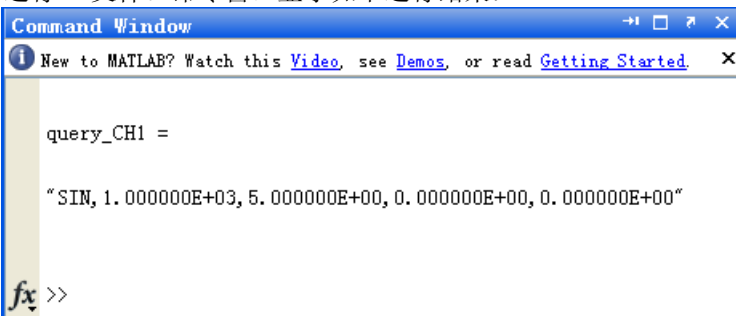 Command Window
New to MATLAB? Watch this Video, see Demos, or read Getting Started.
query_CH1 =
"SIN,1.000000E+03,5.000000E+00,0.000000E+00,0.000000E+00"
fx >>